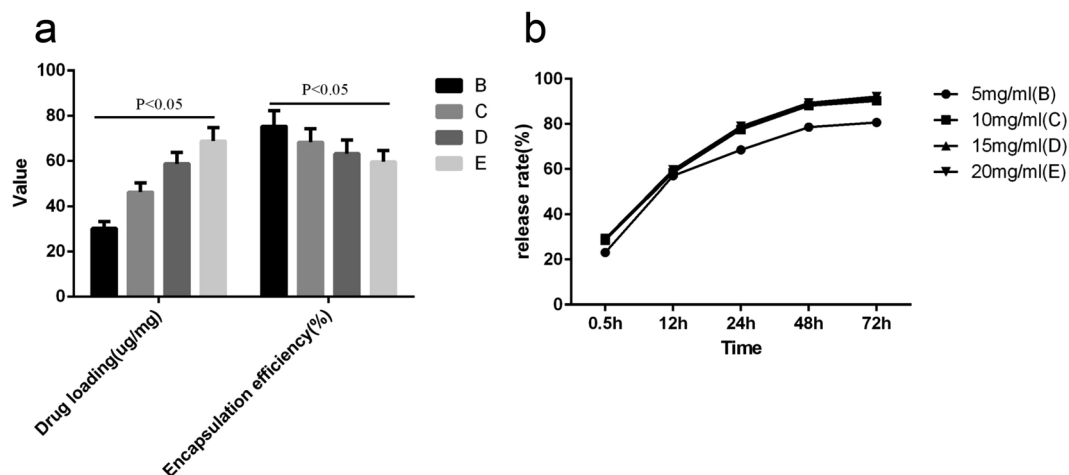 a
100
80
60
40
20
0
Value
P<0.05
P<0.05
B
C
D
E
Drug loading(ug/mg)
Encapsulation efficiency(%)
b
100
80
60
40
20
0
release rate(%)
0.5h 12h 24h 48h 72h
Time
5mg/ml(B)
10mg/ml(C)
15mg/ml(D)
20mg/ml(E)